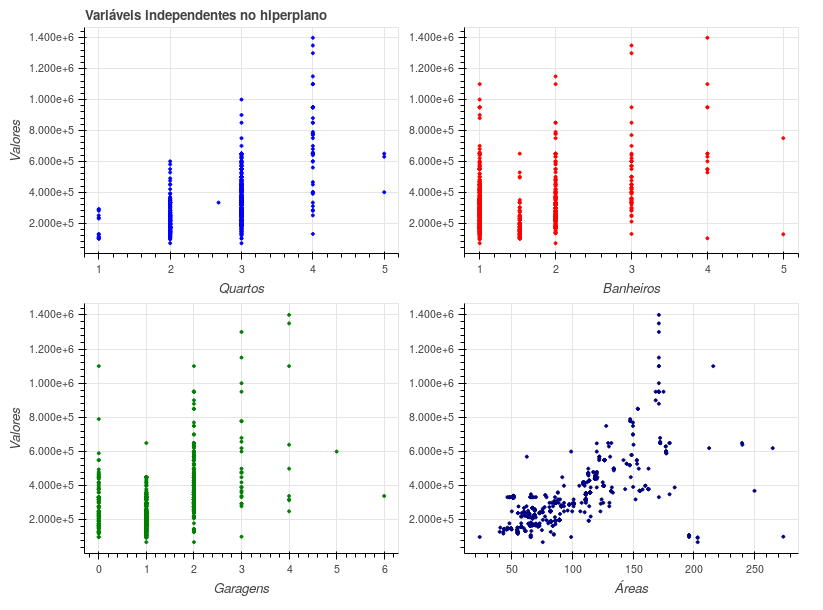 Variáveis independentes no hiperplano
1.400e+6
1.200e+6
1.000e+6
8.000e+5
6.000e+5
4.000e+5
2.000e+5
Valores
1 2 3 4 5
Quartos
1.400e+6
1.200e+6
1.000e+6
8.000e+5
6.000e+5
4.000e+5
2.000e+5
1 2 3 4 5
Banheiros
1.400e+6
1.200e+6
1.000e+6
8.000e+5
6.000e+5
4.000e+5
2.000e+5
Valores
0 1 2 3 4 5 6
Garagens
1.400e+6
1.200e+6
1.000e+6
8.000e+5
6.000e+5
4.000e+5
2.000e+5
50 100 150 200 250
Áreas